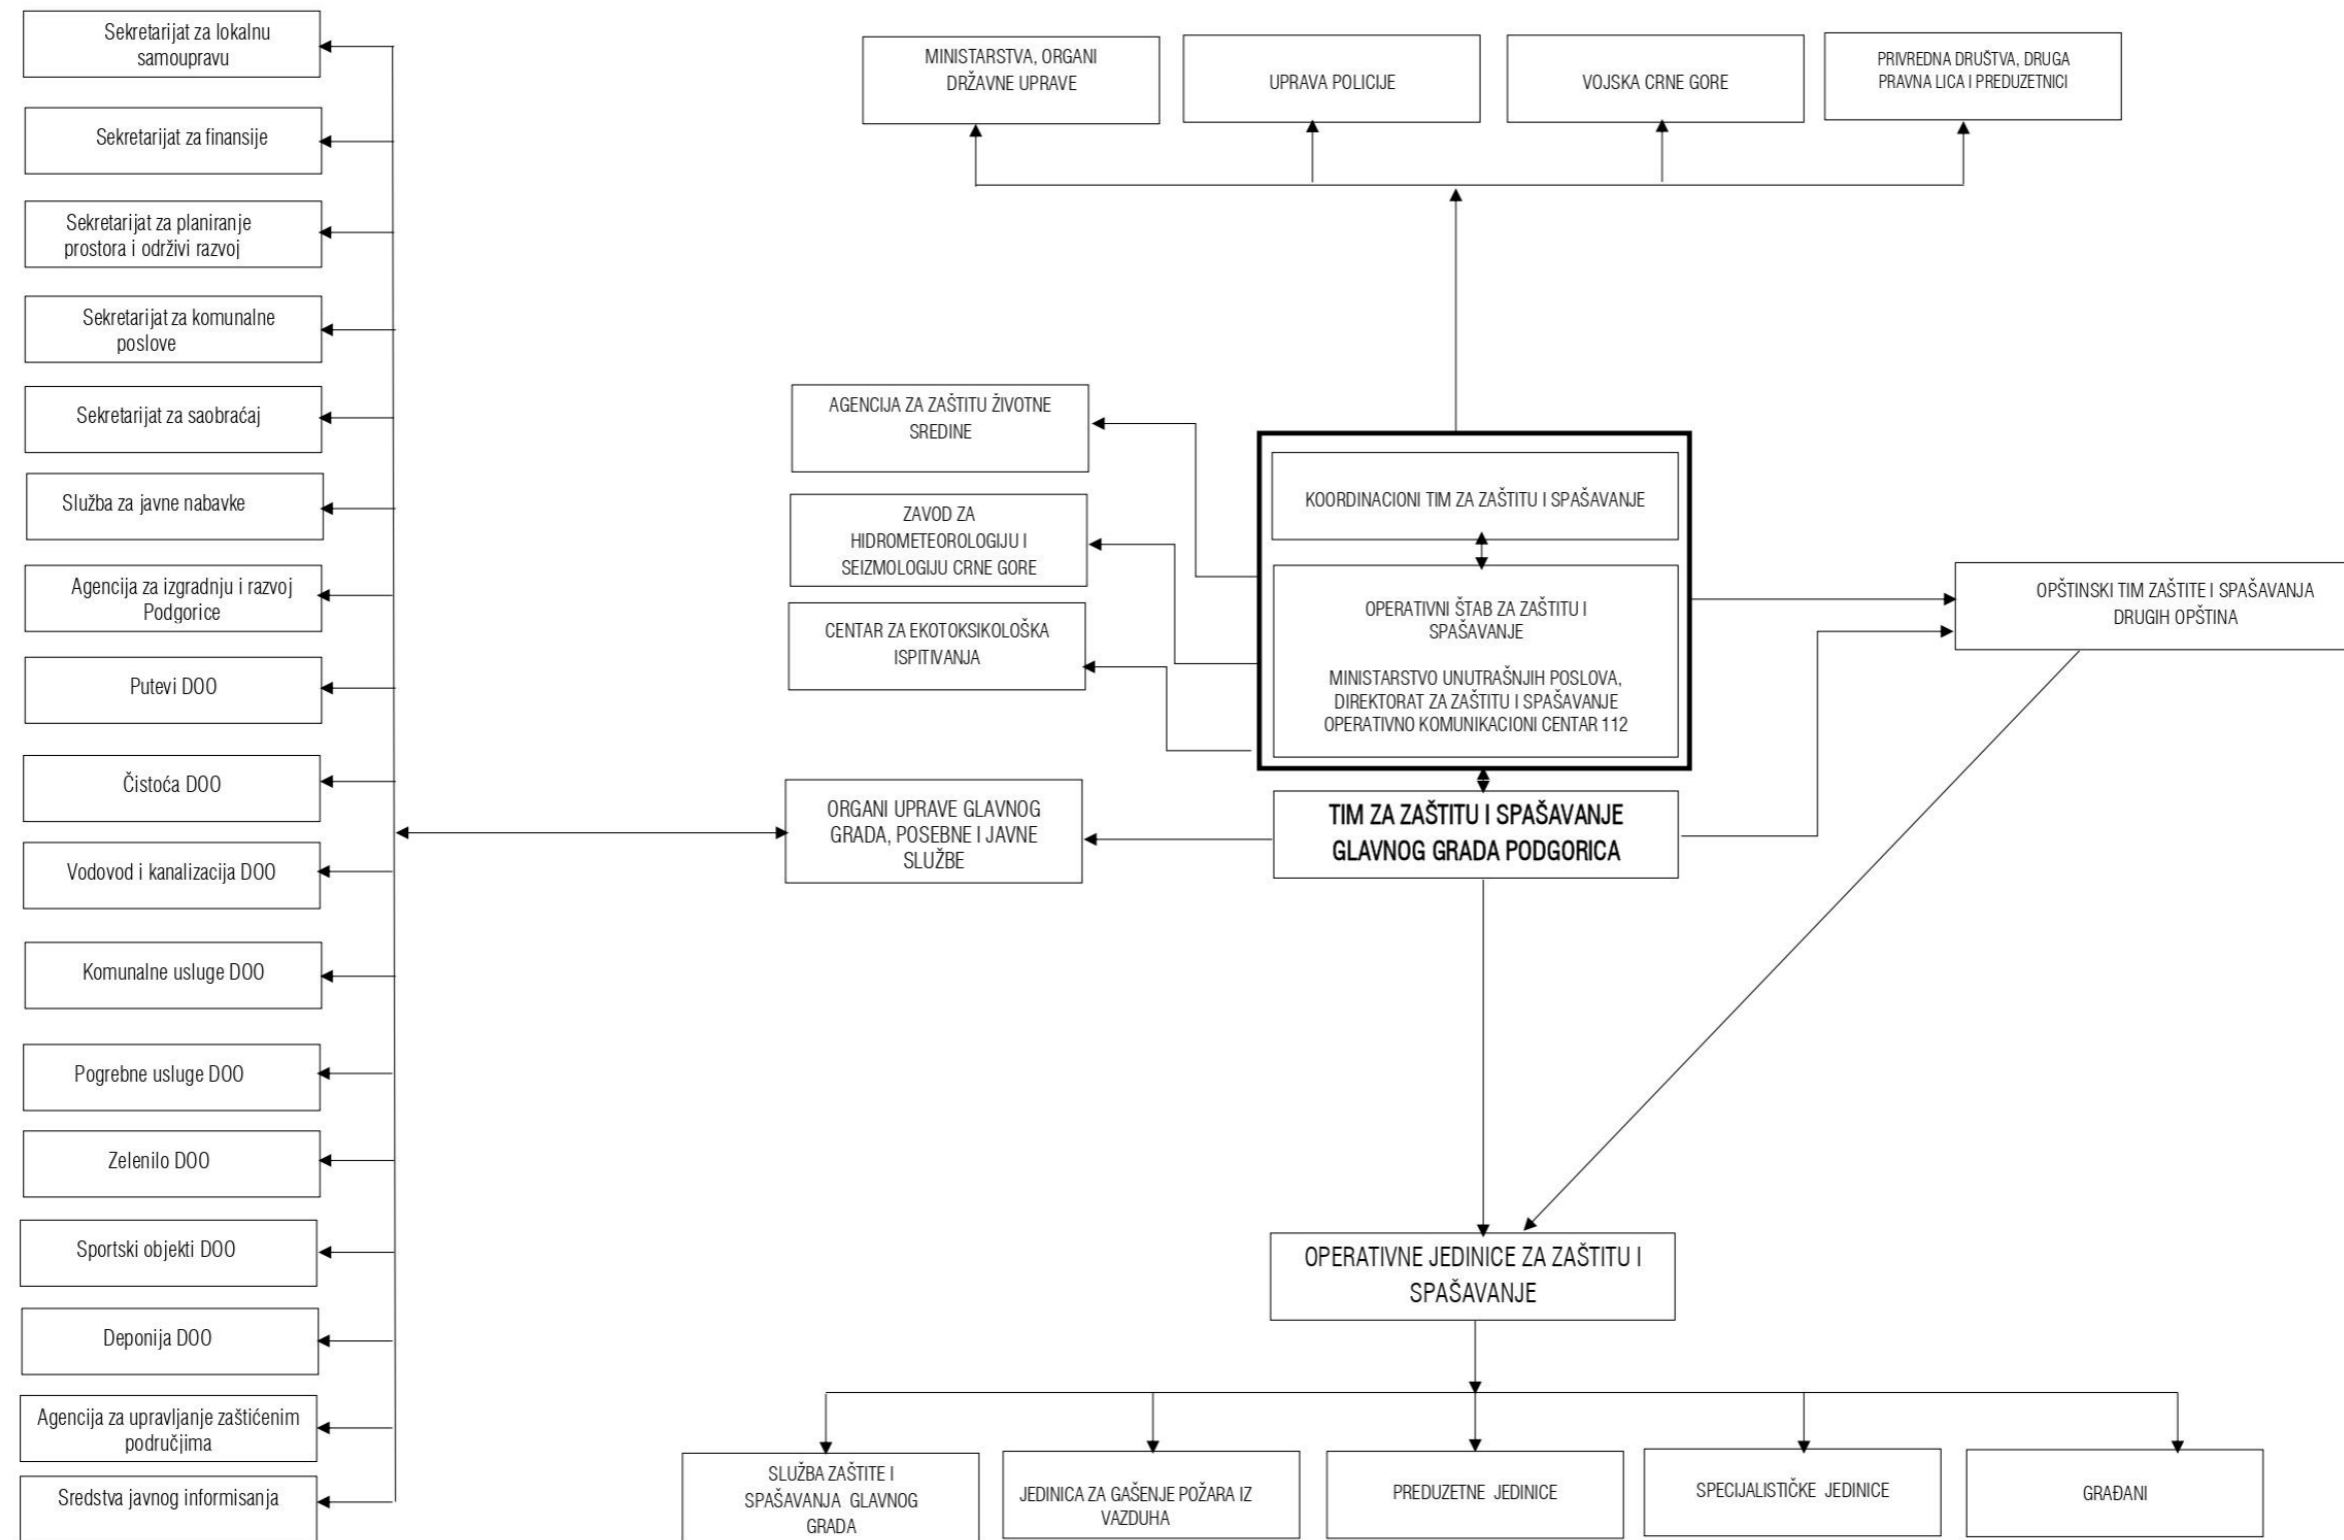 Sekretarijat za lokalnu
samoupravu
Sekretarijat za finansije
Sekretarijat za planiranje
prostora i održivi razvoj
Sekretarijat za komunalne
poslove
Sekretarijat za saobraćaj
Služba za javne nabavke
Agencija za izgradnju i razvoj
Podgorice
Putevi DOO
Čistoća DOO
Vodovod i kanalizacija DOO
Komunalne usluge DOO
Pogrebne usluge DOO
Zelenilo DOO
Sportski objekti DOO
Deponija DOO
Agencija za upravljanje zaštićenim
područjima
Sredstva javnog informisanja
MINISTARSTVA, ORGANI
DRŽAVNE UPRAVE
UPRAVA POLICIJE
VOJSKA CRNE GORE
PRIVREDNA DRUŠTVA, DRUGA
PRAVNA LICA I PREDUZETNICI
AGENCIJA ZA ZAŠTITU ŽIVOTNE
SREDINE
ZAVOD ZA
HIDROMETEOROLOGIJU I
SEIZMOLOGIJU CRNE GORE
CENTAR ZA EKOTOKSIKOLOŠKA
ISPITIVANJA
KOORDINACIONI TIM ZA ZAŠTITU I SPAŠAVANJE
OPERATIVNI ŠTAB ZA ZAŠTITU I
SPAŠAVANJE
MINISTARSTVO UNUTRAŠNJIH POSLOVA,
DIREKTORAT ZA ZAŠTITU I SPAŠAVANJE
OPERATIVNO KOMUNIKACIONI CENTAR 112
OPŠTINSKI TIM ZAŠTITE I SPAŠAVANJA
DRUGIH OPŠTINA
ORGANI UPRAVE GLAVNOG
GRADA, POSEBNE I JAVNE
SLUŽBE
TIM ZA ZAŠTITU I SPAŠAVANJE
GLAVNOG GRADA PODGORICA
OPERATIVNE JEDINICE ZA ZAŠTITU I
SPAŠAVANJE
SLUŽBA ZAŠTITE I
SPAŠAVANJA GLAVNOG
GRADA
JEDINICA ZA GAŠENJE POŽARA IZ
VAZDUHA
PREDUZETNE JEDINICE
SPECIJALISTIČKE JEDINICE
GRAĐANI